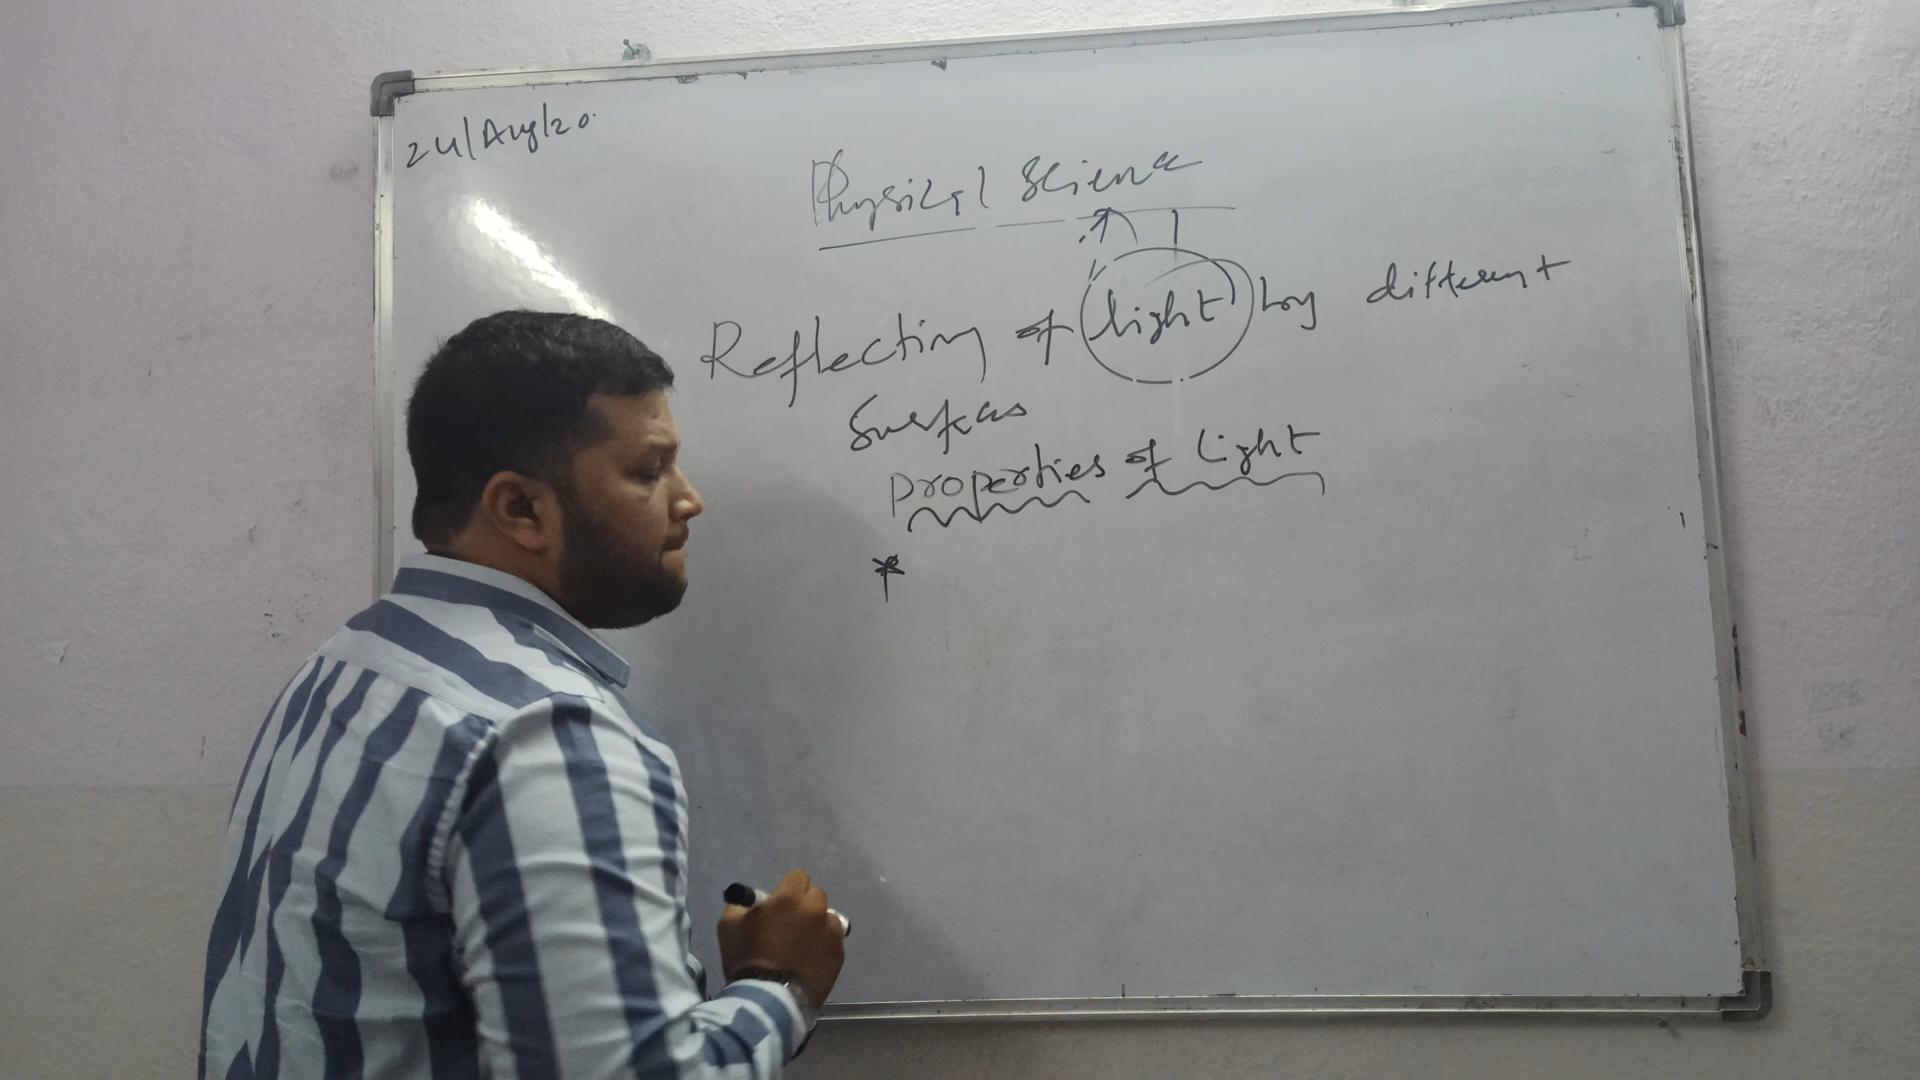 24/Aug/20.
Physical Science
Reflecting of light by different
Surfaces
Properties of light
*